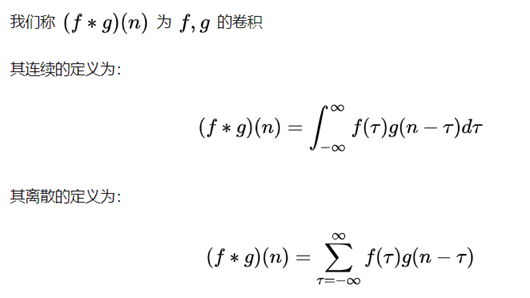 我们称 (f ∗ g)(n) 为 f, g 的卷积
其连续的定义为：
(f ∗ g)(n) = ∫_{−∞}^{∞} f(τ)g(n − τ)dτ
其离散的定义为：
(f ∗ g)(n) = ∑_{τ=−∞}^{∞} f(τ)g(n − τ)